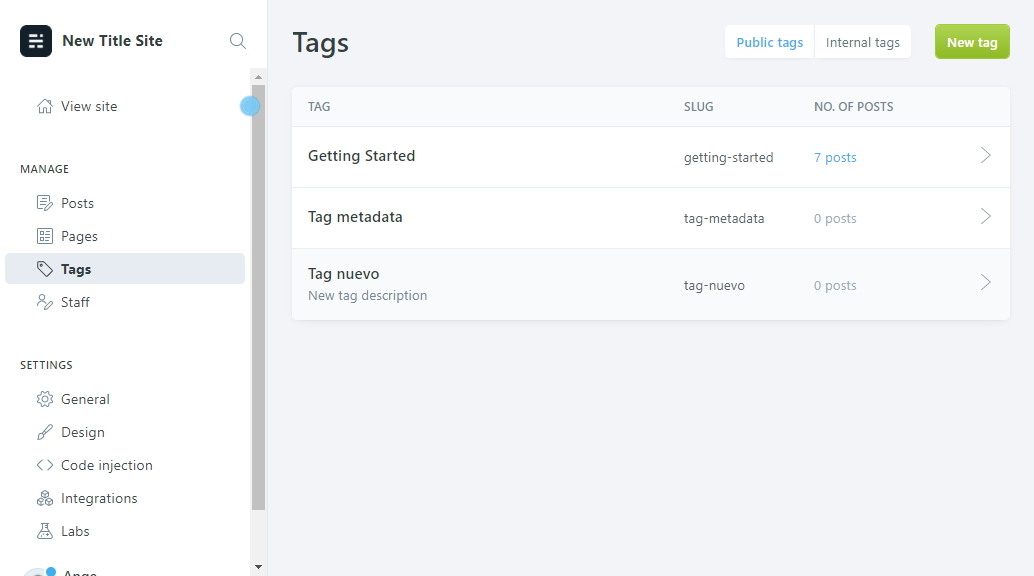 New Title Site
View site
MANAGE
Posts
Pages
Tags
Staff
SETTINGS
General
Design
Code injection
Integrations
Labs
Ange
Tags
Public tags
Internal tags
New tag
TAG SLUG NO. OF POSTS
Getting Started getting-started 7 posts
Tag metadata tag-metadata 0 posts
Tag nuevo tag-nuevo 0 posts
New tag description